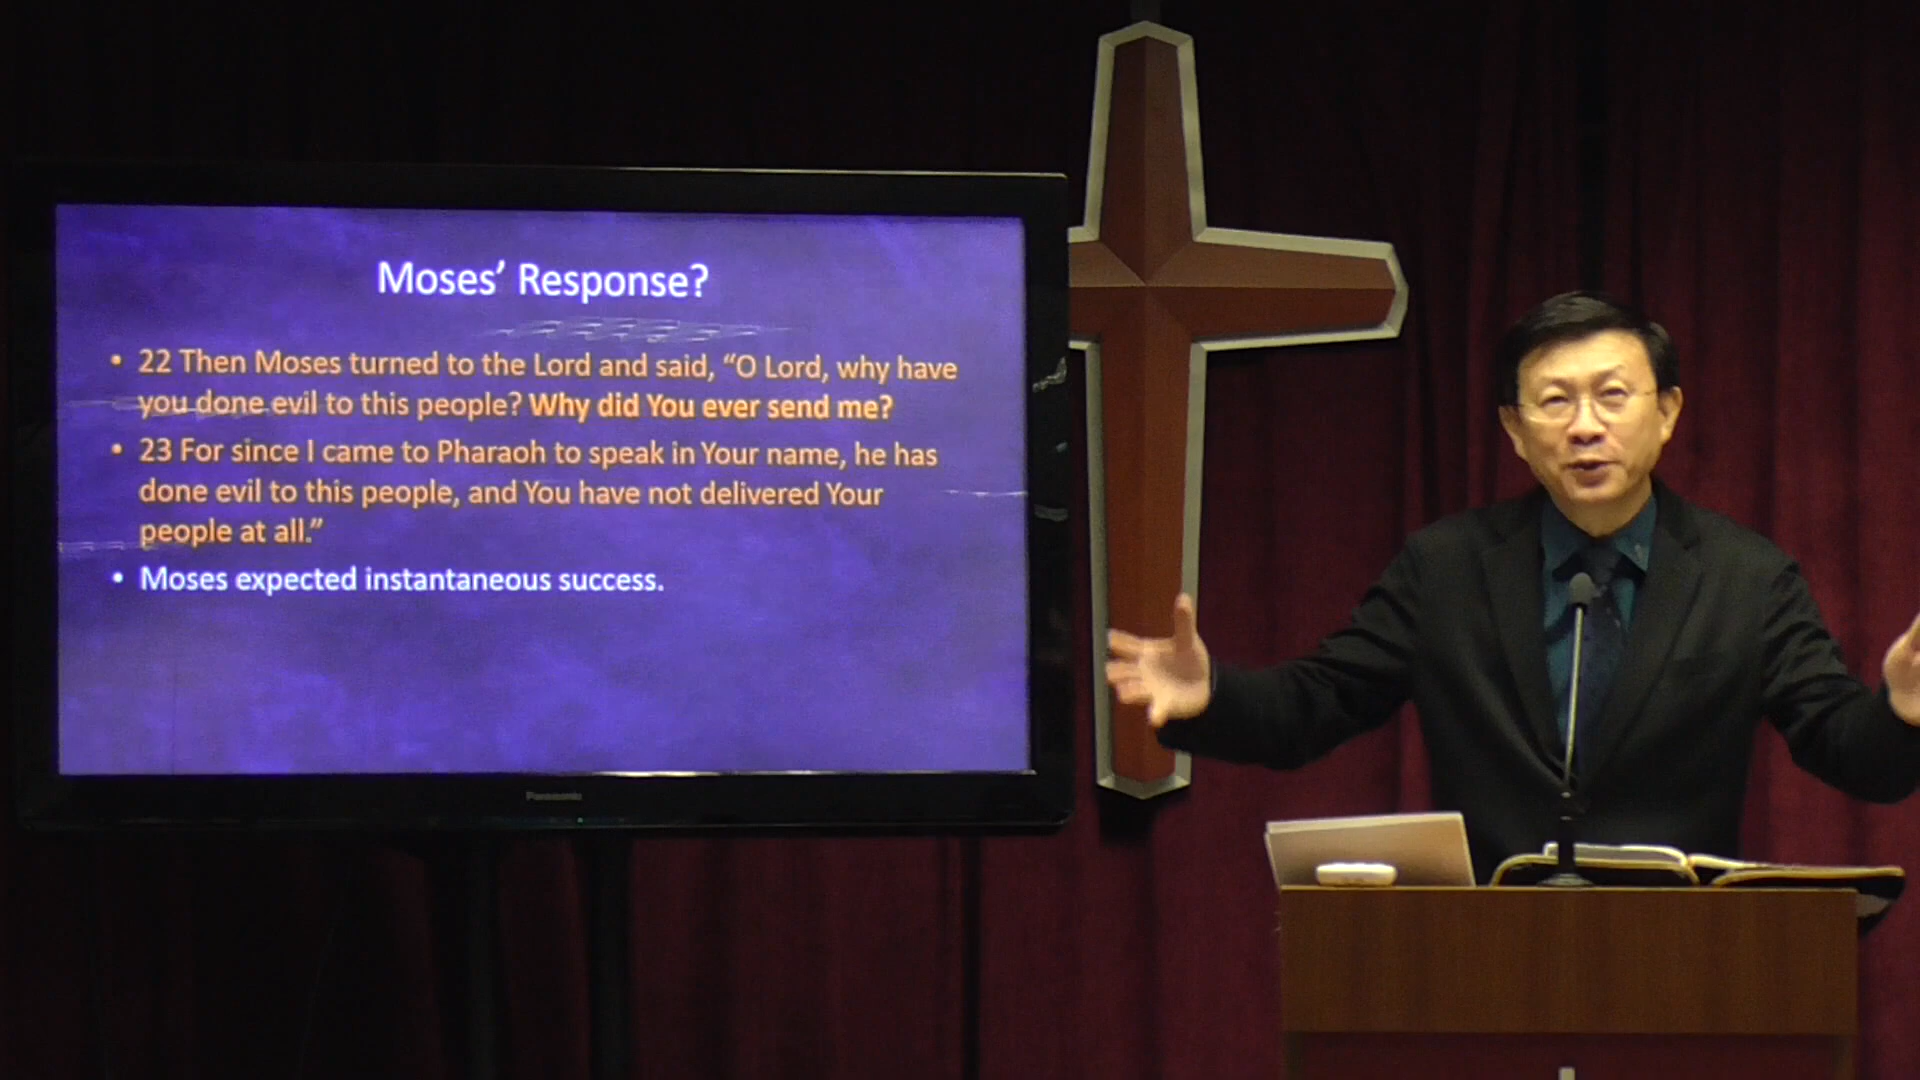 Moses’ Response?
• 22 Then Moses turned to the Lord and said, “O Lord, why have
you done evil to this people? Why did You ever send me?
• 23 For since I came to Pharaoh to speak in Your name, he has
done evil to this people, and You have not delivered Your
people at all.”
• Moses expected instantaneous success.
Panasonic